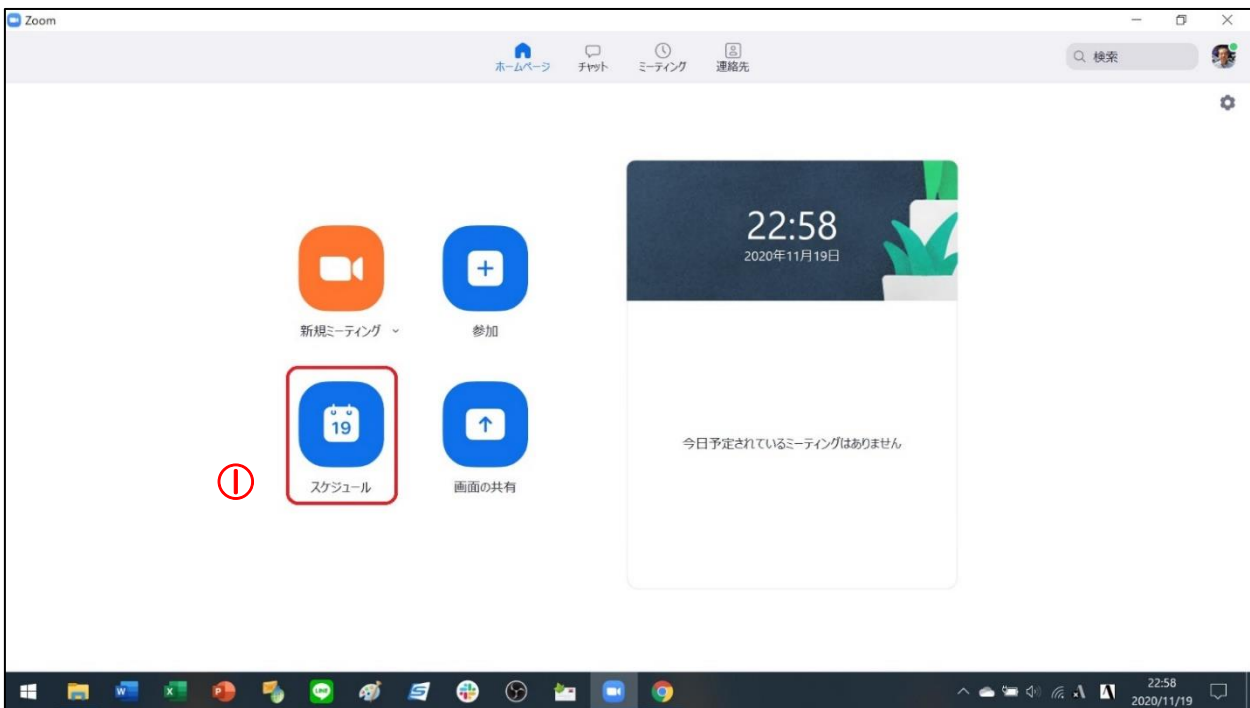 Zoom
ホームページ
チャット
ミーティング
連絡先
検索
22:58
2020年11月19日
新規ミーティング
参加
19
①
スケジュール
画面の共有
今日予定されているミーティングはありません
22:58
2020/11/19